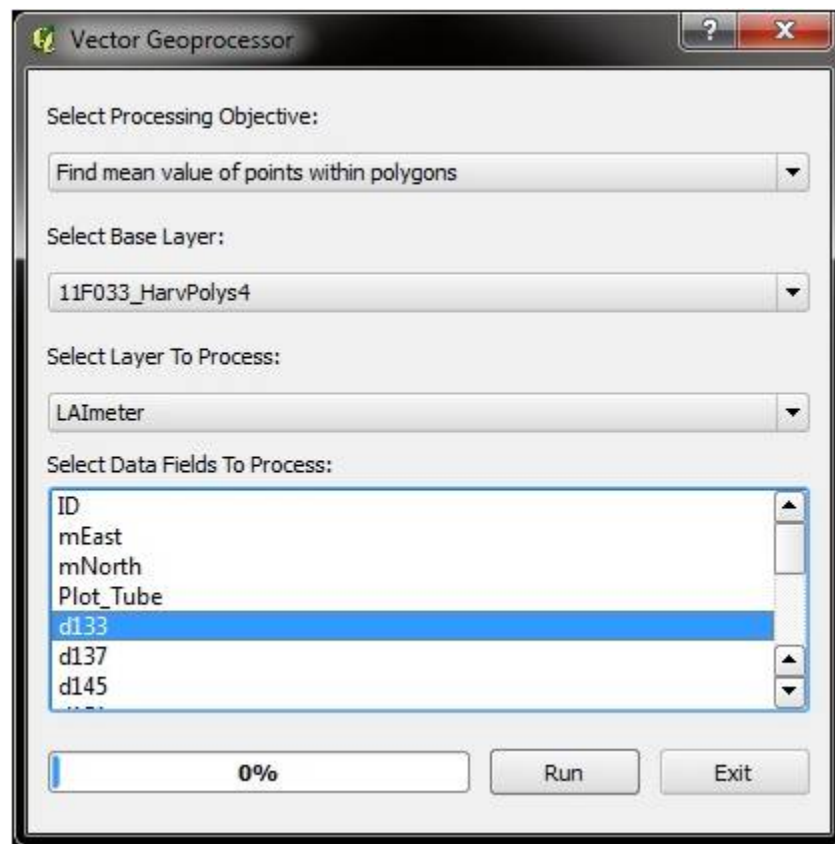 Vector Geoprocessor
?
Select Processing Objective:
Find mean value of points within polygons
Select Base Layer:
11F033_HarvPolys4
Select Layer To Process:
LAImeter
Select Data Fields To Process:
ID
mEast
mNorth
Plot_Tube
d133
d137
d145
0%
Run
Exit